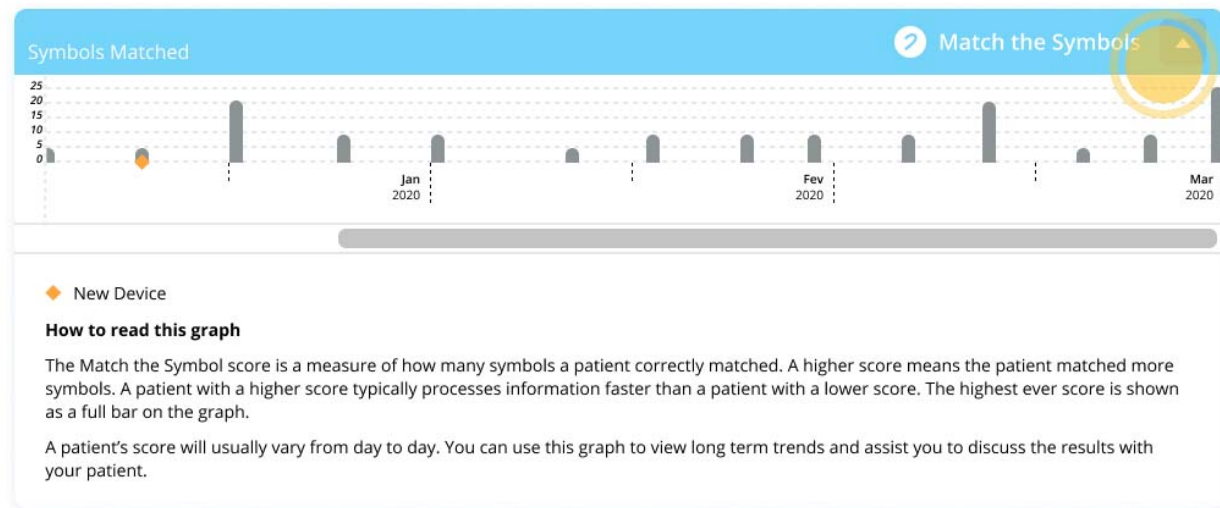 Symbols Matched
Match the Symbols
25
20
15
10
5
0
Jan
2020
Fev
2020
Mar
2020
New Device
How to read this graph
The Match the Symbol score is a measure of how many symbols a patient correctly matched. A higher score means the patient matched more
symbols. A patient with a higher score typically processes information faster than a patient with a lower score. The highest ever score is shown
as a full bar on the graph.
A patient’s score will usually vary from day to day. You can use this graph to view long term trends and assist you to discuss the results with
your patient.